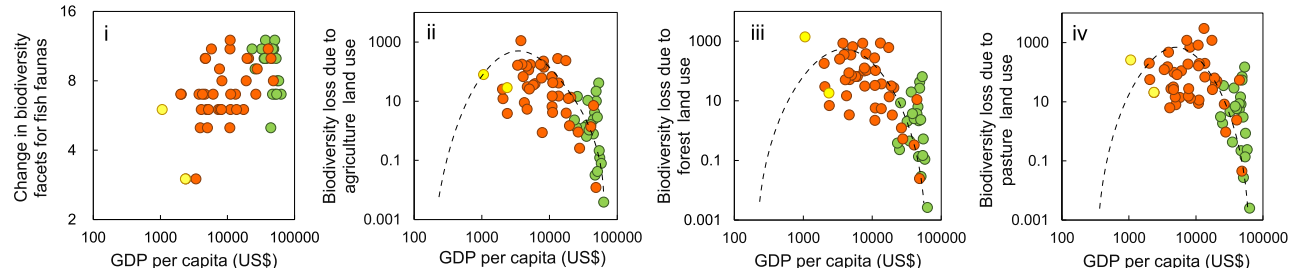 Change in biodiversity
facets for fish faunas
16
8
4
2
i
100 1000 10000 100000
GDP per capita (US$)
Biodiversity loss due to
agriculture land use
1000
10
0.1
0.001
ii
100 1000 10000 100000
GDP per capita (US$)
Biodiversity loss due to
forest land use
1000
10
0.1
0.001
iii
100 1000 10000 100000
GDP per capita (US$)
Biodiversity loss due to
pasture land use
1000
10
0.1
0.001
iv
100 1000 10000 100000
GDP per capita (US$)